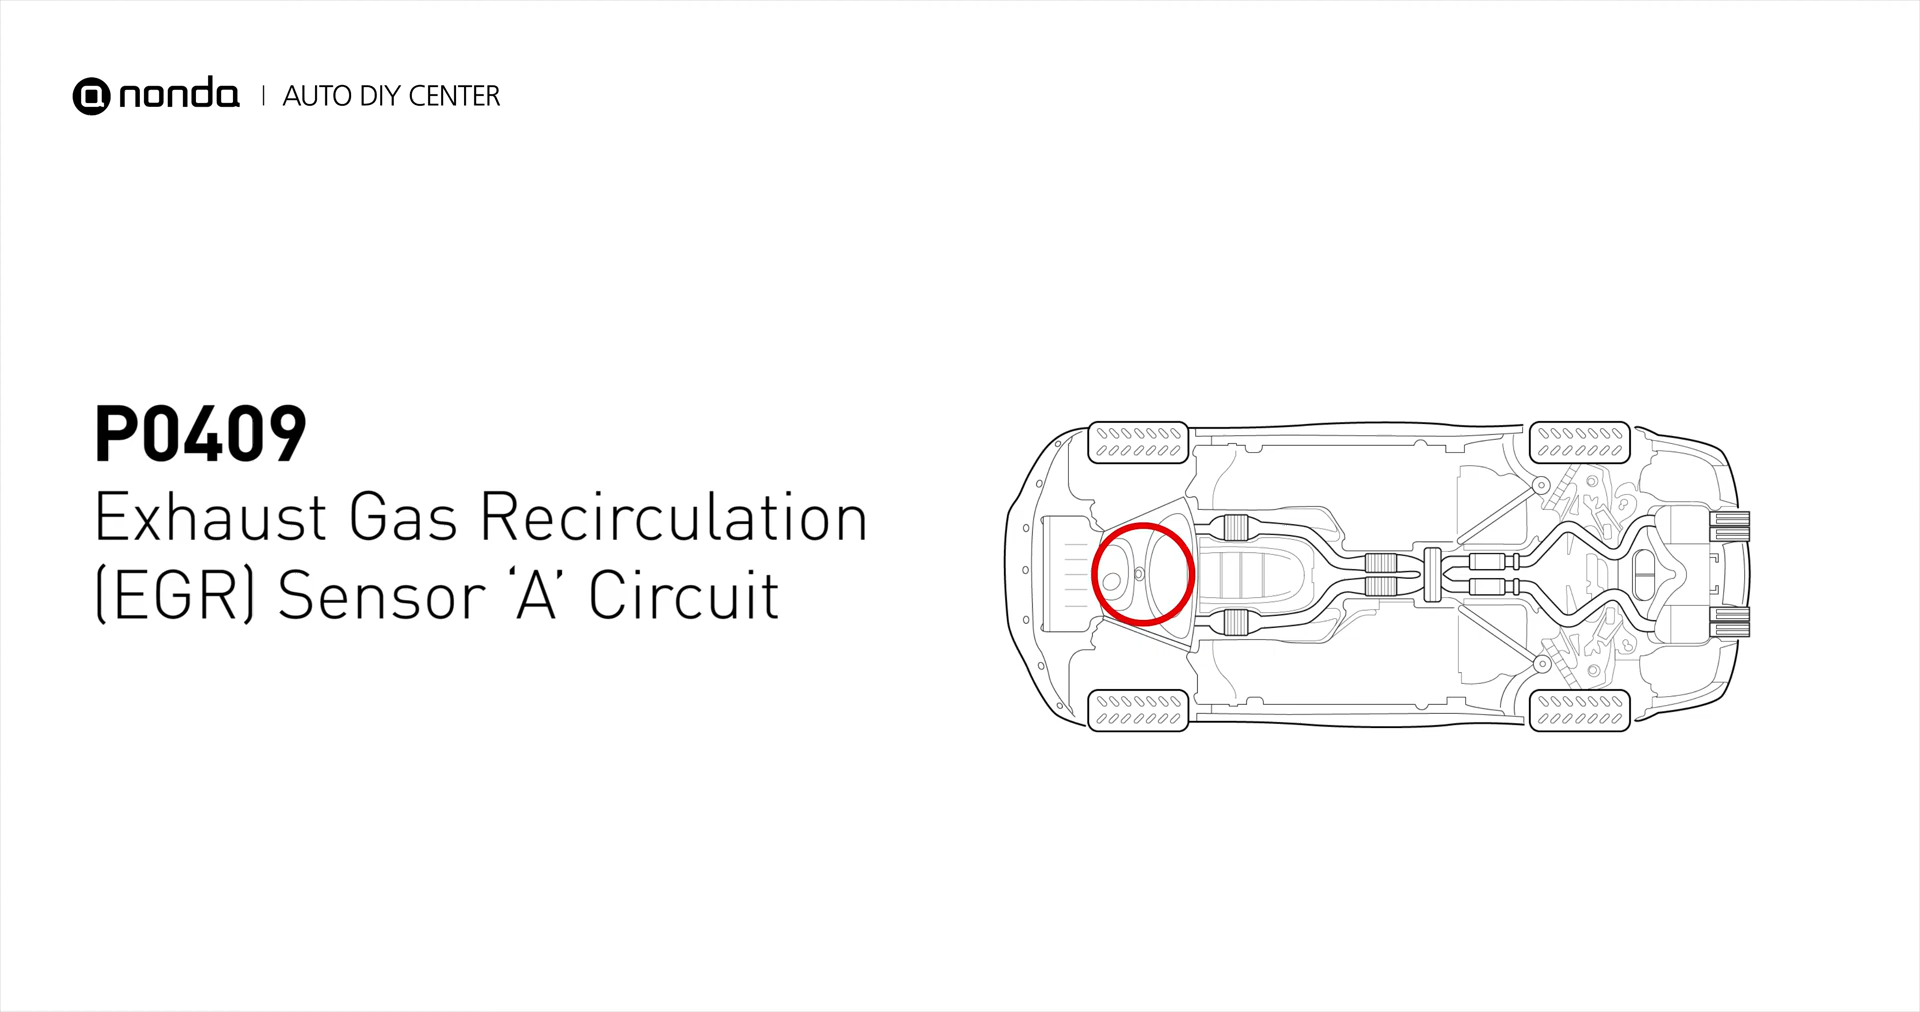 nonda | AUTO DIY CENTER
P0409
Exhaust Gas Recirculation
(EGR) Sensor ‘A’ Circuit